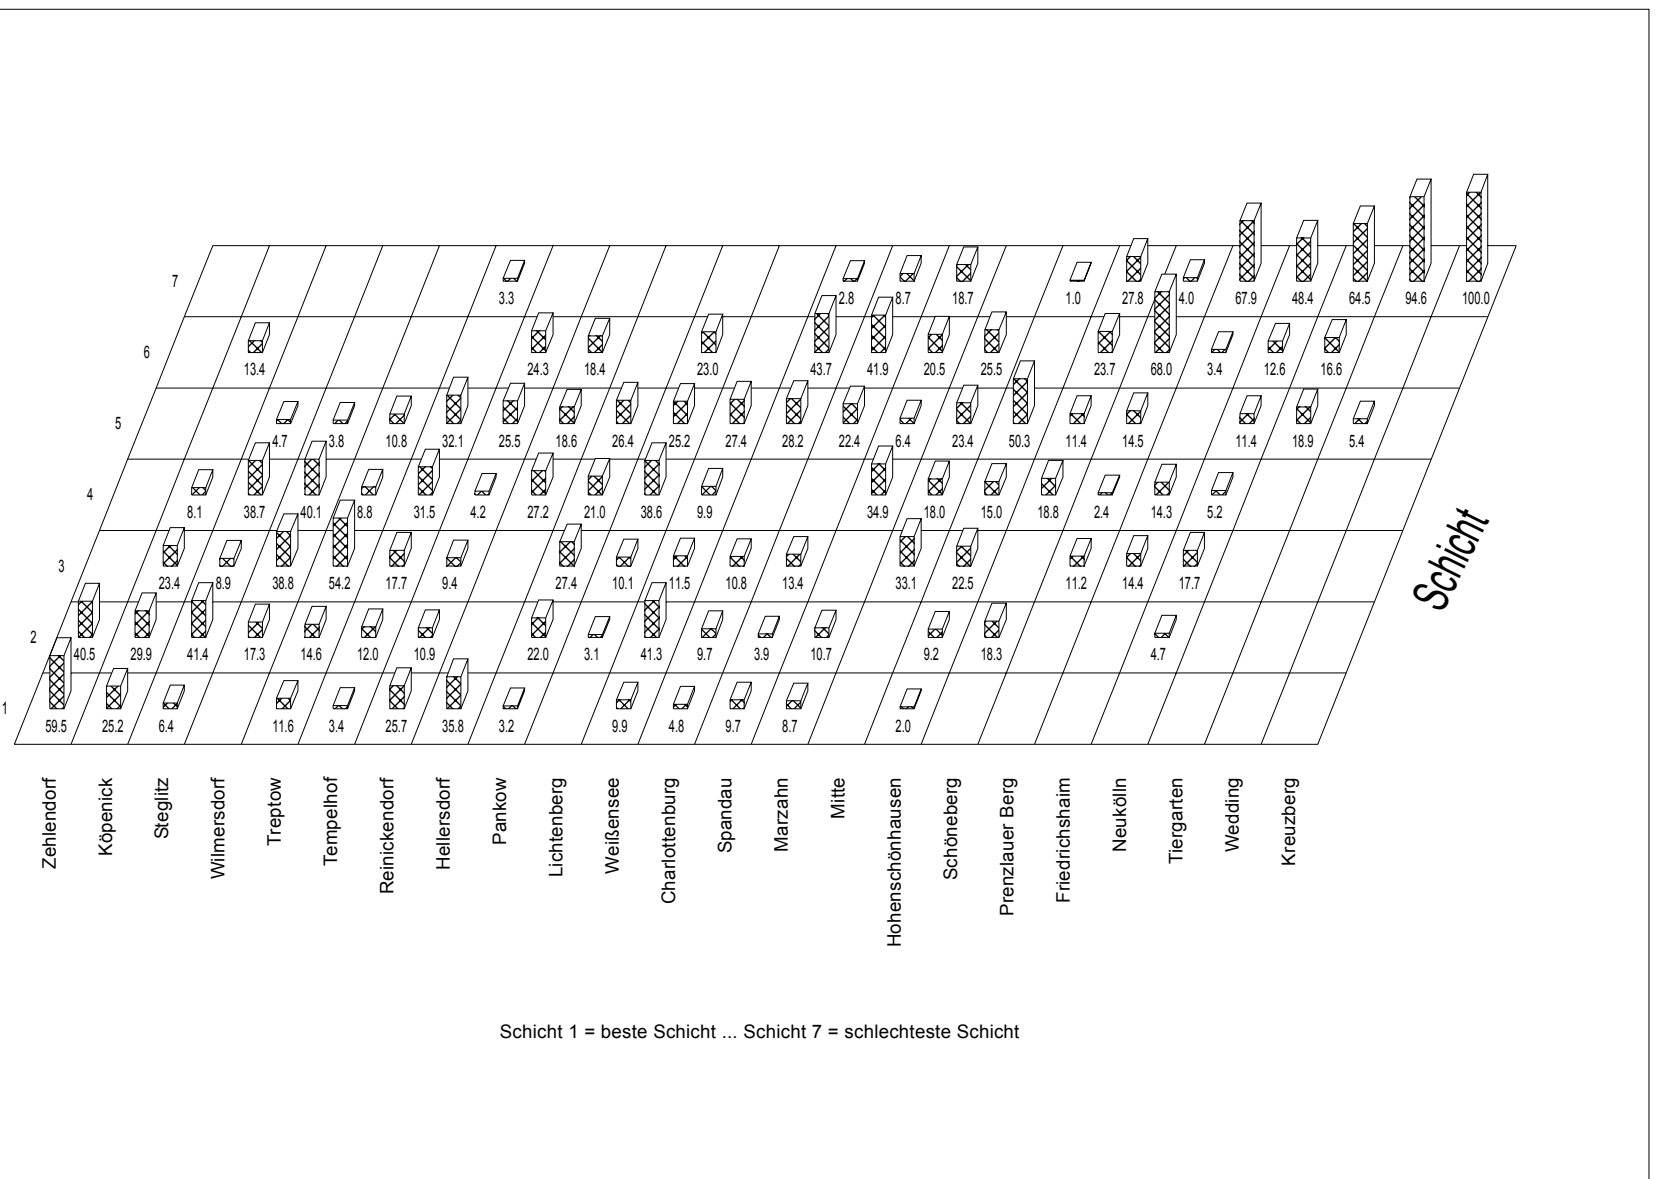 7
3.3 2.8 8.7 18.7 1.0 27.8 4.0 67.9 48.4 64.5 94.6 100.0
6
13.4 24.3 18.4 23.0 43.7 41.9 20.5 25.5 23.7 68.0 3.4 12.6 16.6
5
4.7 3.8 10.8 32.1 25.5 18.6 26.4 25.2 27.4 28.2 22.4 6.4 23.4 50.3 11.4 14.5 11.4 18.9 5.4
4
8.1 38.7 40.1 8.8 31.5 4.2 27.2 21.0 38.6 9.9 34.9 18.0 15.0 18.8 2.4 14.3 5.2
3
23.4 8.9 38.8 54.2 17.7 9.4 27.4 10.1 11.5 10.8 13.4 33.1 22.5 11.2 14.4 17.7
2
40.5 29.9 41.4 17.3 14.6 12.0 10.9 22.0 3.1 41.3 9.7 3.9 10.7 9.2 18.3 4.7
1
59.5 25.2 6.4 11.6 3.4 25.7 35.8 3.2 9.9 4.8 9.7 8.7 2.0
Schicht
Zehlendorf
Köpenick
Steglitz
Wilmersdorf
Treptow
Tempelhof
Reinickendorf
Hellersdorf
Pankow
Lichtenberg
Weißensee
Charlottenburg
Spandau
Marzahn
Mitte
Hohenschönhausen
Schöneberg
Prenzlauer Berg
Friedrichshaim
Neukölln
Tiergarten
Wedding
Kreuzberg
Schicht 1 = beste Schicht ... Schicht 7 = schlechteste Schicht